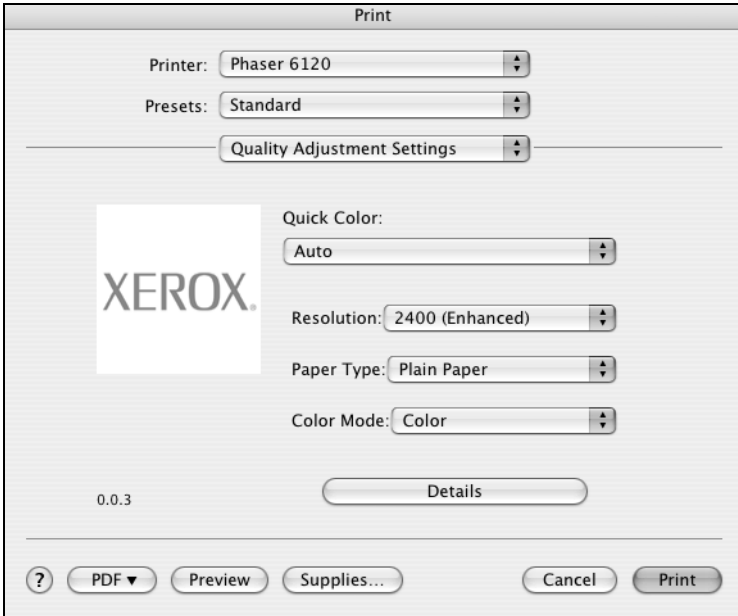 Print
Printer: Phaser 6120
Presets: Standard
Quality Adjustment Settings
Quick Color:
Auto
XEROX.
Resolution: 2400 (Enhanced)
Paper Type: Plain Paper
Color Mode: Color
0.0.3
Details
? PDF▼ Preview Supplies... Cancel Print